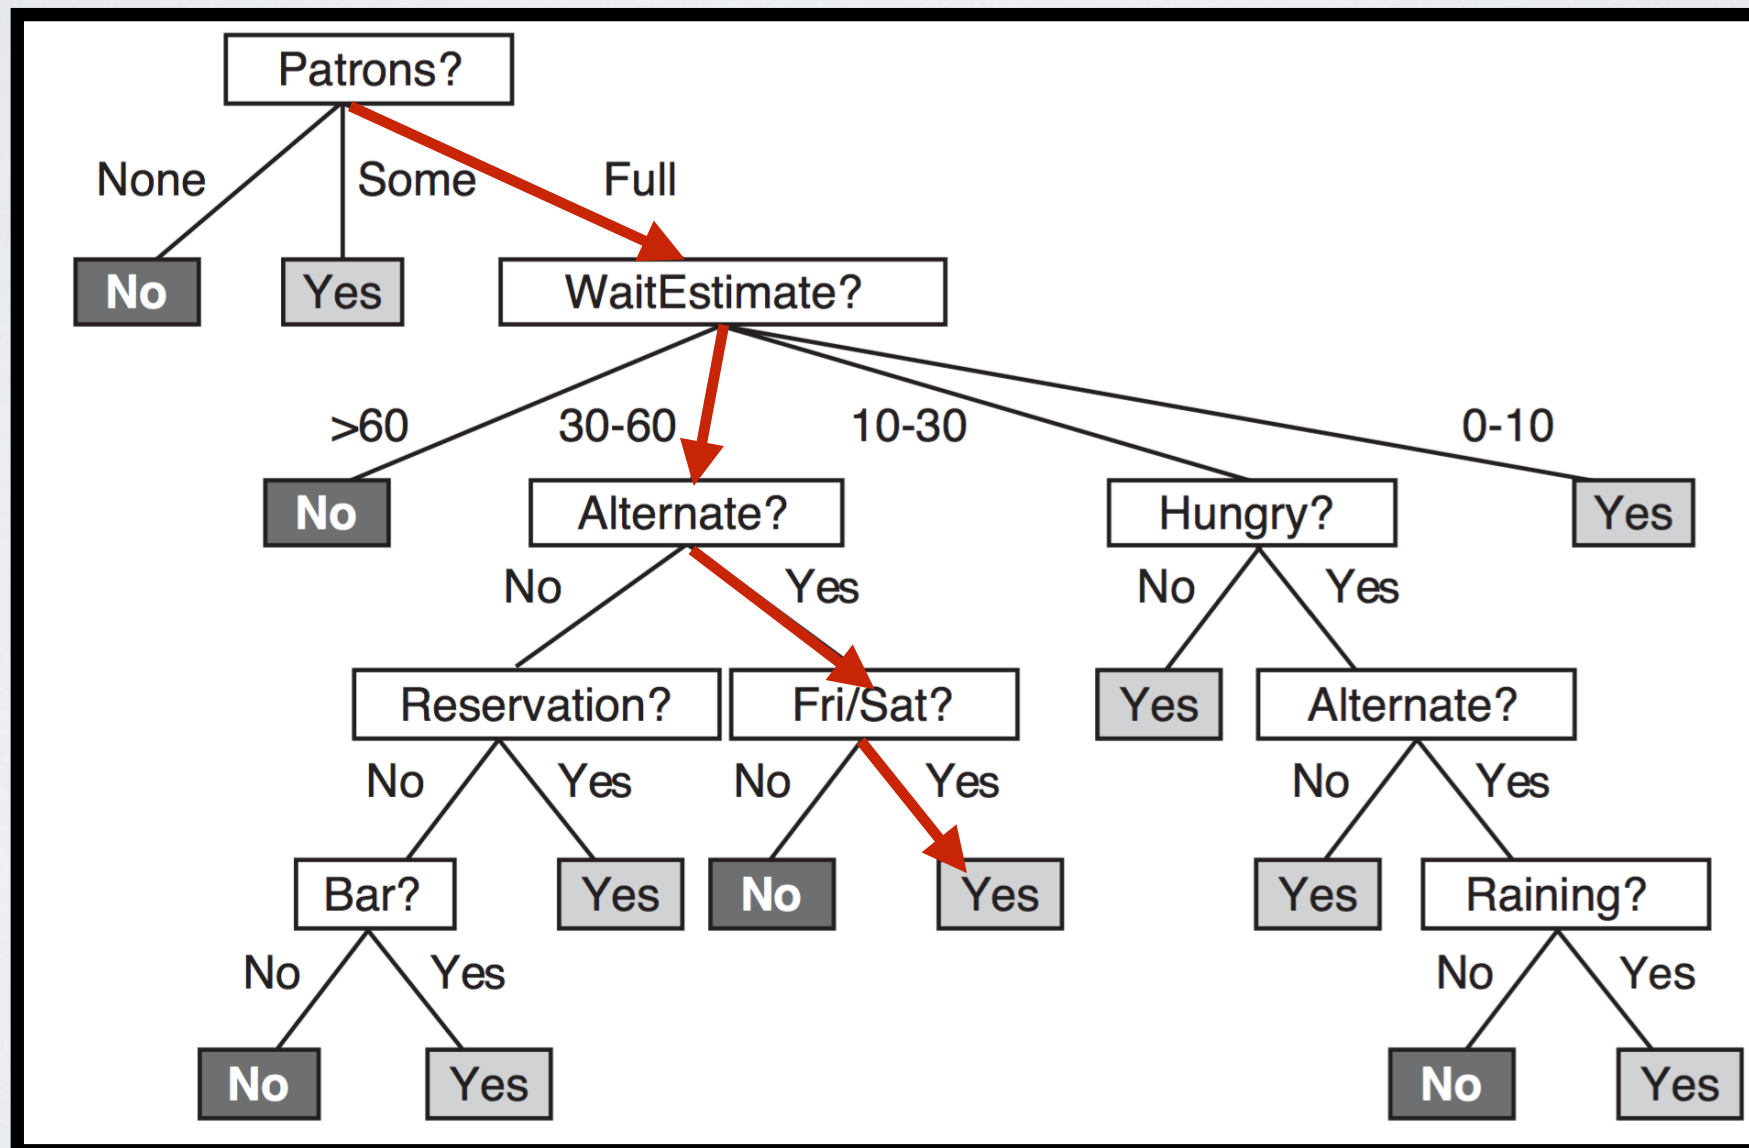 Patrons?
None Some Full
No Yes WaitEstimate?
>60 30-60 10-30 0-10
No Alternate? Hungry? Yes
No Yes No Yes
Reservation? Fri/Sat? Yes Alternate?
No Yes No Yes No Yes
Bar? Yes No Yes Yes Raining?
No Yes No Yes
No Yes No Yes